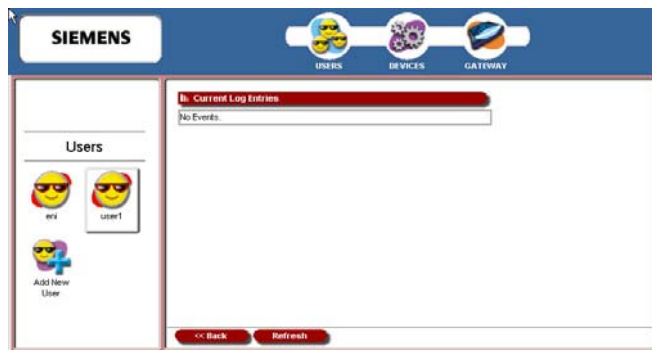 SIEMENS
USERS
DEVICES
GATEWAY
Current Log Entries
No Events.
Users
eni
user1
Add New
User
<< Back
Refresh